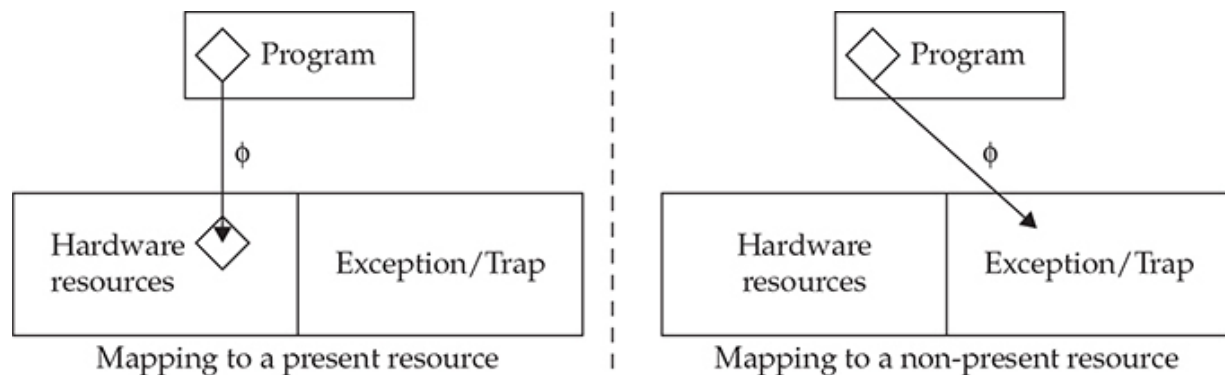 Program
ϕ
Hardware
resources
Exception/Trap
Mapping to a present resource
Program
ϕ
Hardware
resources
Exception/Trap
Mapping to a non-present resource